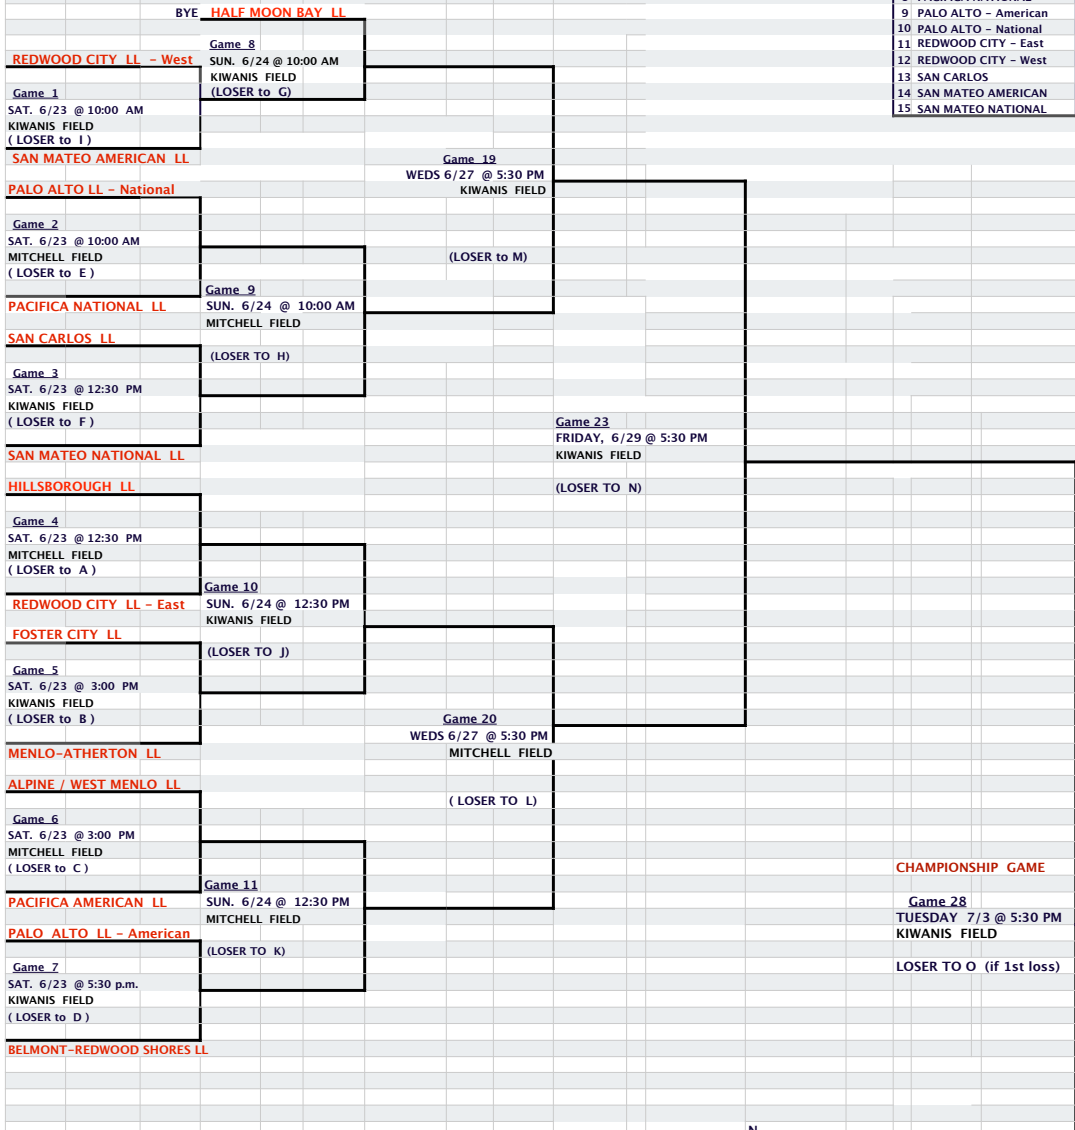 BYE HALF MOON BAY LL
9 PALO ALTO - American
10 PALO ALTO - National
11 REDWOOD CITY - East
12 REDWOOD CITY - West
13 SAN CARLOS
14 SAN MATEO AMERICAN
15 SAN MATEO NATIONAL
Game 8
SUN. 6/24 @ 10:00 AM
KIWANIS FIELD
(LOSER to G)
REDWOOD CITY LL - West
Game 1
SAT. 6/23 @ 10:00 AM
KIWANIS FIELD
( LOSER to I )
SAN MATEO AMERICAN LL
Game 19
WEDS 6/27 @ 5:30 PM
KIWANIS FIELD
(LOSER to M)
PALO ALTO LL - National
Game 2
SAT. 6/23 @ 10:00 AM
MITCHELL FIELD
( LOSER to E )
PACIFICA NATIONAL LL
Game 9
SUN. 6/24 @ 10:00 AM
MITCHELL FIELD
(LOSER TO H)
SAN CARLOS LL
Game 3
SAT. 6/23 @ 12:30 PM
KIWANIS FIELD
( LOSER to F )
SAN MATEO NATIONAL LL
Game 23
FRIDAY, 6/29 @ 5:30 PM
KIWANIS FIELD
(LOSER TO N)
HILLSBOROUGH LL
Game 4
SAT. 6/23 @ 12:30 PM
MITCHELL FIELD
( LOSER to A )
REDWOOD CITY LL - East
Game 10
SUN. 6/24 @ 12:30 PM
KIWANIS FIELD
(LOSER TO J)
FOSTER CITY LL
Game 5
SAT. 6/23 @ 3:00 PM
KIWANIS FIELD
( LOSER to B )
MENLO-ATHERTON LL
Game 20
WEDS 6/27 @ 5:30 PM
MITCHELL FIELD
( LOSER TO L)
ALPINE / WEST MENLO LL
Game 6
SAT. 6/23 @ 3:00 PM
MITCHELL FIELD
( LOSER to C )
PACIFICA AMERICAN LL
Game 11
SUN. 6/24 @ 12:30 PM
MITCHELL FIELD
(LOSER TO K)
PALO ALTO LL - American
Game 7
SAT. 6/23 @ 5:30 p.m.
KIWANIS FIELD
( LOSER to D )
BELMONT-REDWOOD SHORES LL
CHAMPIONSHIP GAME
Game 28
TUESDAY 7/3 @ 5:30 PM
KIWANIS FIELD
LOSER TO O (if 1st loss)